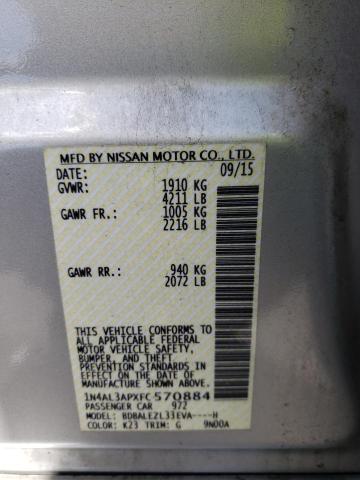 MFD BY NISSAN MOTOR CO., LTD.
DATE: 09/15
GVWR: 1910 KG
4211 LB
GAWR FR.: 1005 KG
2216 LB
GAWR RR.: 940 KG
2072 LB
THIS VEHICLE CONFORMS TO
ALL APPLICABLE FEDERAL
MOTOR VEHICLE SAFETY,
BUMPER, AND THEFT
PREVENTION STANDARDS
IN EFFECT ON THE DATE OF
MANUFACTURE SHOWN ABOVE.
1N4AL3APXFC570884
PASSENGER CAR 972
MODEL: BDBALEZL33EVA----H
COLOR: K23 TRIM: G 9N00A